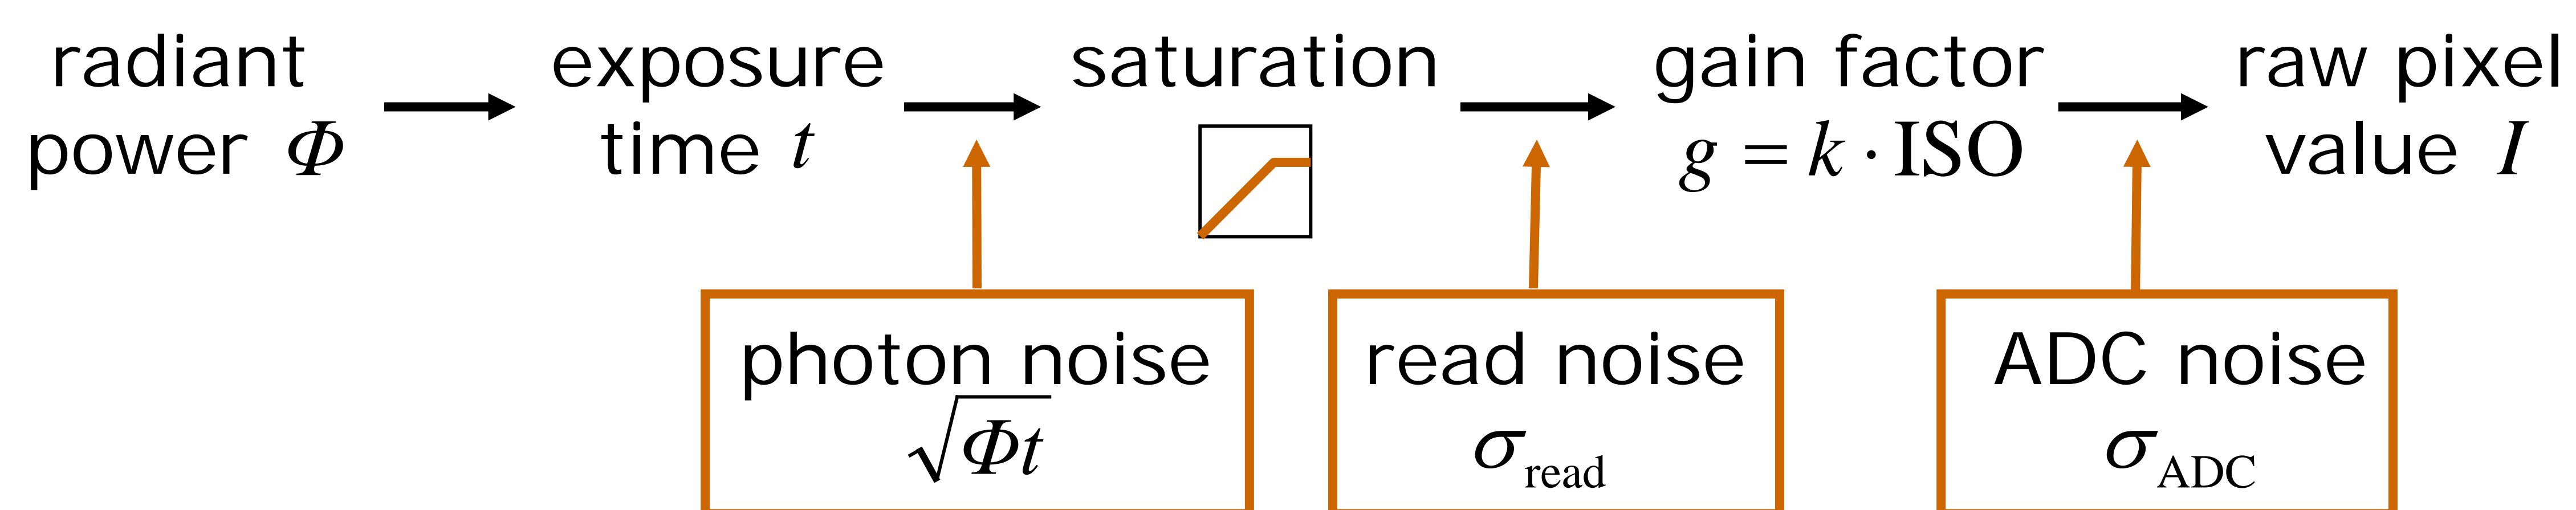 radiant
power Φ
exposure
time t
saturation
gain factor
g = k · ISO
raw pixel
value I
photon noise
√Φt
read noise
σread
ADC noise
σADC